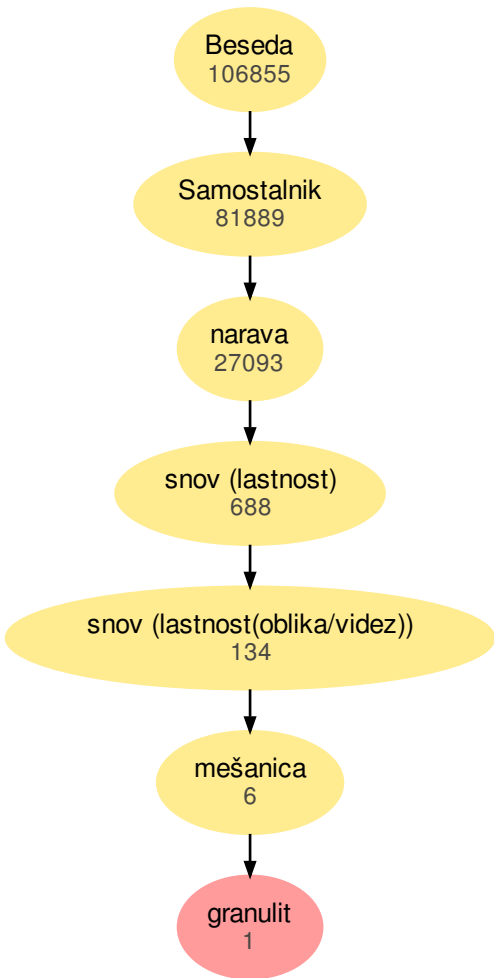 Beseda
106855
Samostalnik
81889
narava
27093
snov (lastnost)
688
snov (lastnost(oblika/videz))
134
mešanica
6
granulit
1